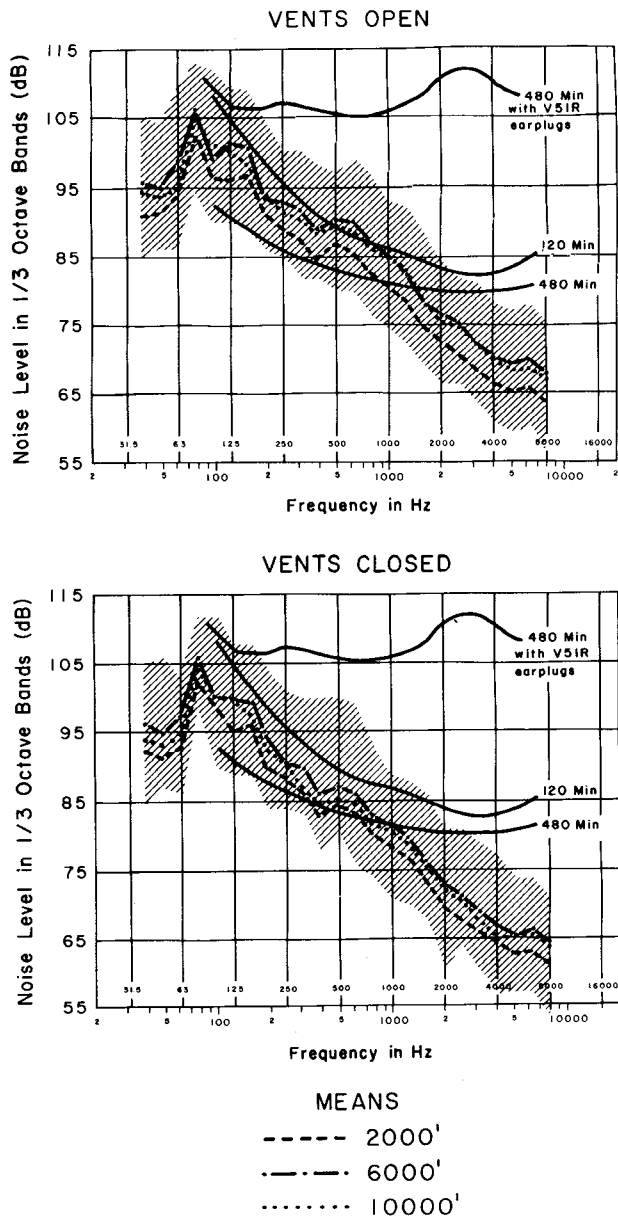 VENTS OPEN
Noise Level in 1/3 Octave Bands (dB)
115
105
95
85
75
65
55
480 Min
with V51R
earplugs
120 Min
480 Min
31.5 63 125 250 500 1000 2000 4000 8000 16000
2 5 100 2 5 1000 2 5 10000 2
Frequency in Hz
VENTS CLOSED
Noise Level in 1/3 Octave Bands (dB)
115
105
95
85
75
65
55
480 Min
with V51R
earplugs
120 Min
480 Min
31.5 63 125 250 500 1000 2000 4000 8000 16000
2 5 100 2 5 1000 2 5 10000
Frequency in Hz
MEANS
2000'
6000'
10000'